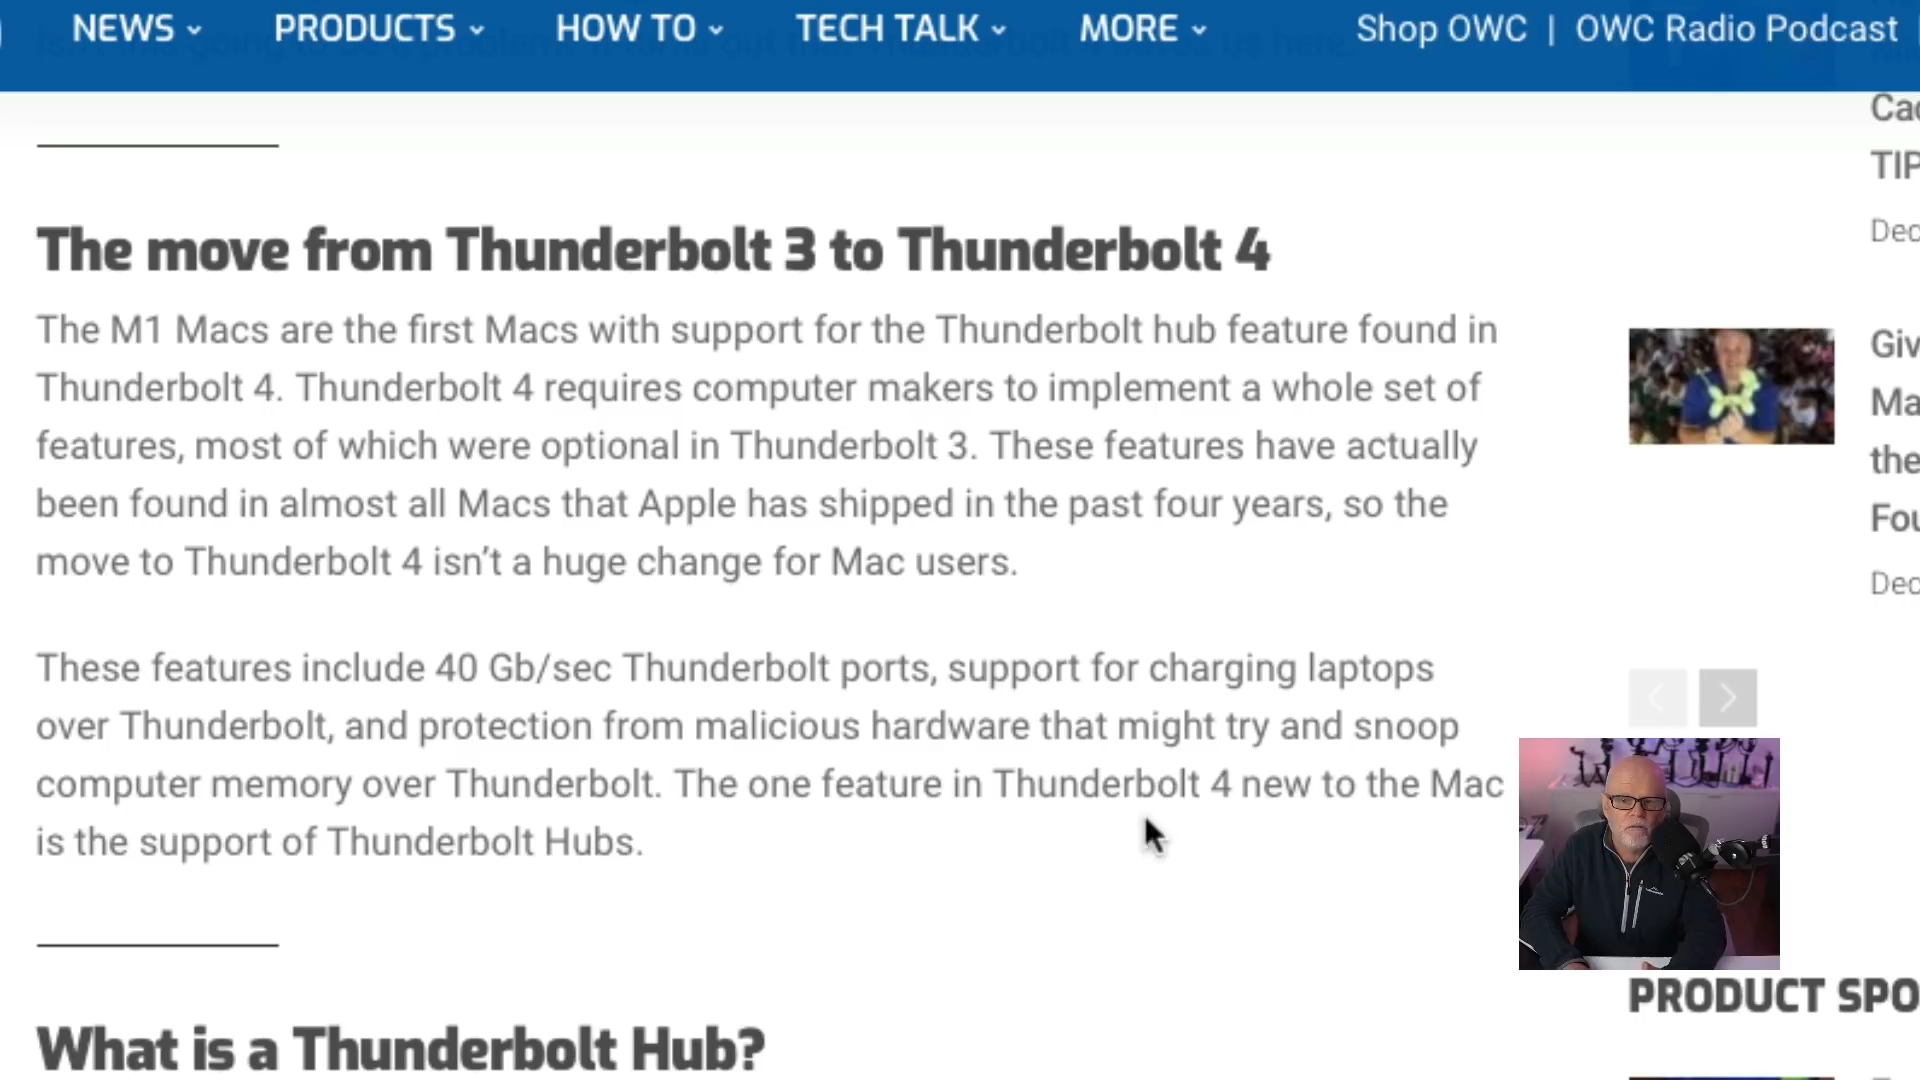 NEWS PRODUCTS HOW TO TECH TALK MORE Shop OWC | OWC Radio Podcast
The move from Thunderbolt 3 to Thunderbolt 4
The M1 Macs are the first Macs with support for the Thunderbolt hub feature found in
Thunderbolt 4. Thunderbolt 4 requires computer makers to implement a whole set of
features, most of which were optional in Thunderbolt 3. These features have actually
been found in almost all Macs that Apple has shipped in the past four years, so the
move to Thunderbolt 4 isn’t a huge change for Mac users.
These features include 40 Gb/sec Thunderbolt ports, support for charging laptops
over Thunderbolt, and protection from malicious hardware that might try and snoop
computer memory over Thunderbolt. The one feature in Thunderbolt 4 new to the Mac
is the support of Thunderbolt Hubs.
What is a Thunderbolt Hub?
TIP
Dec
Giv
Ma
the
Fou
Dec
PRODUCT SPO